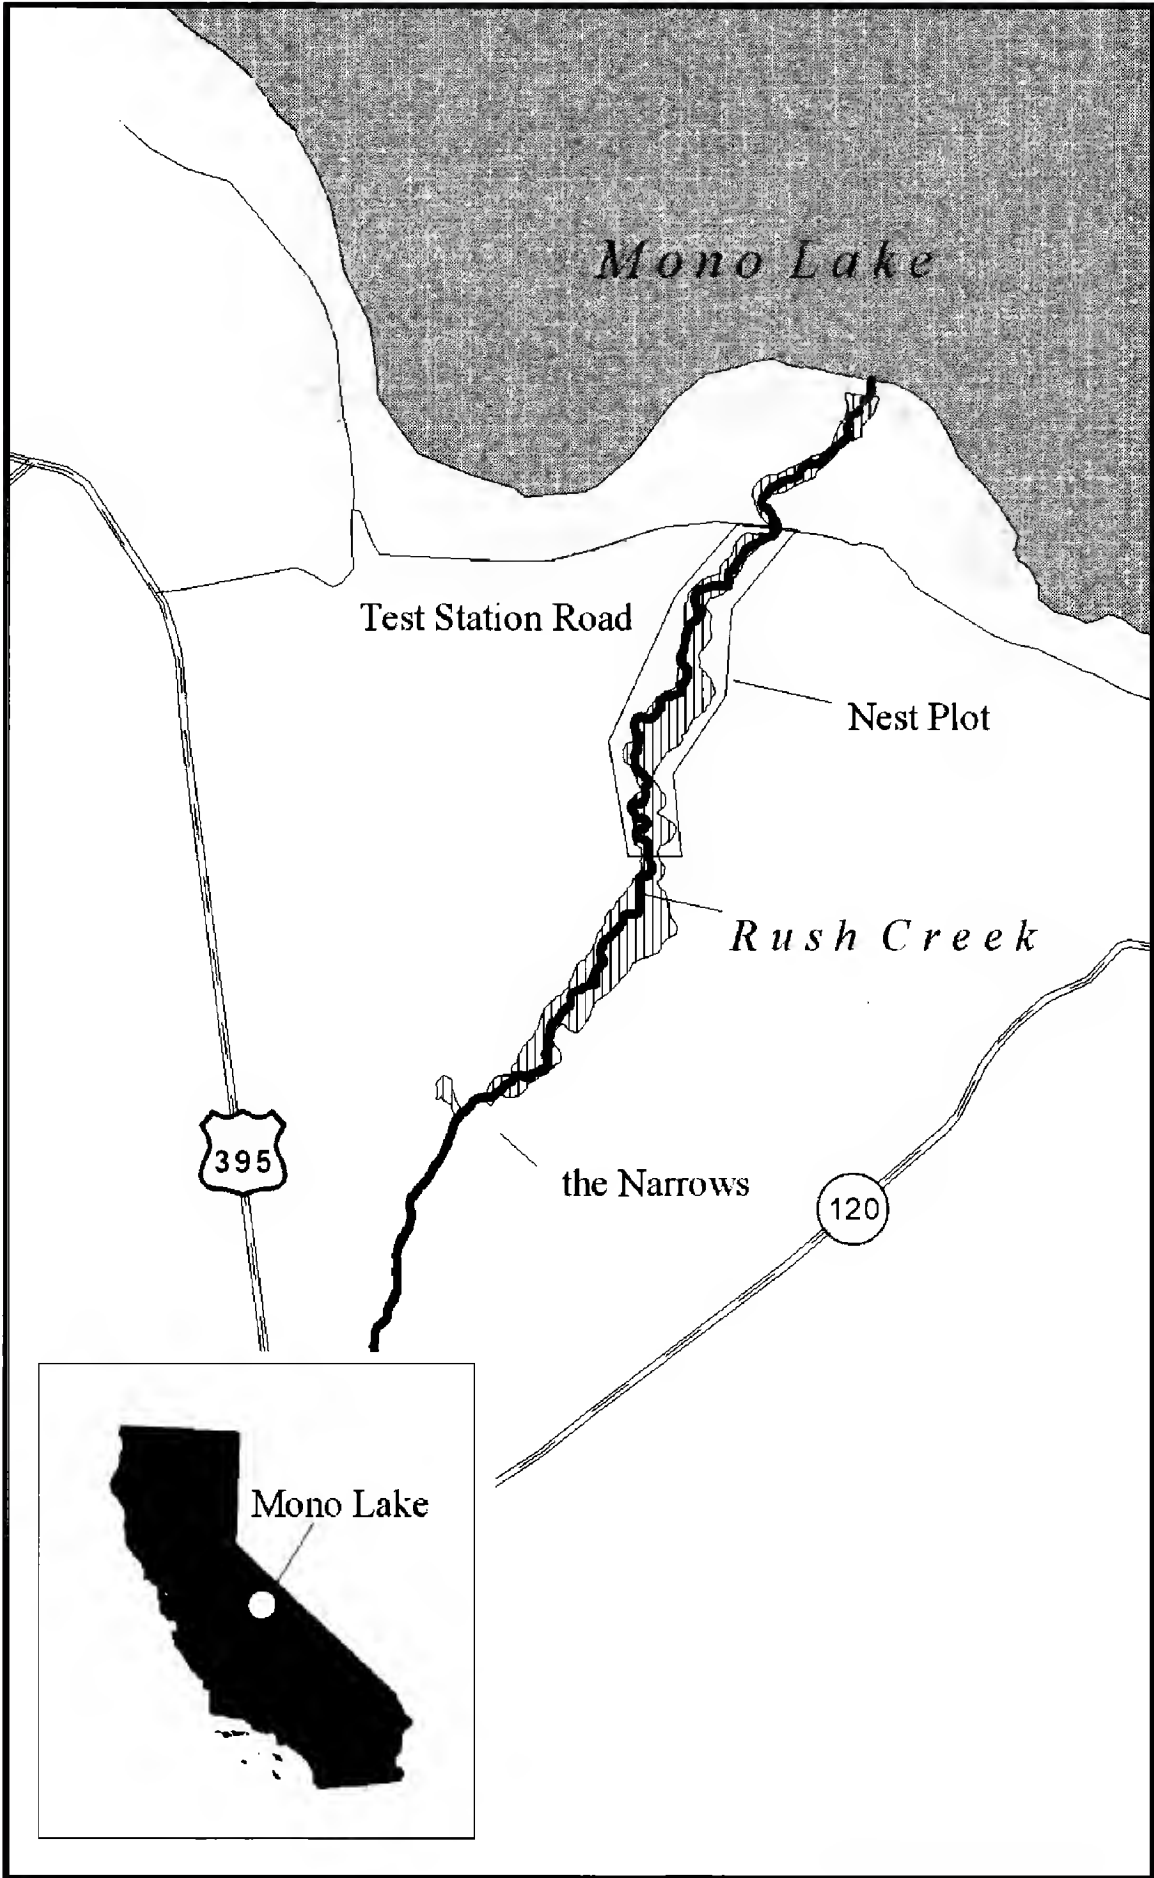 Mono Lake
Test Station Road
Nest Plot
Rush Creek
395
the Narrows
120
Mono Lake